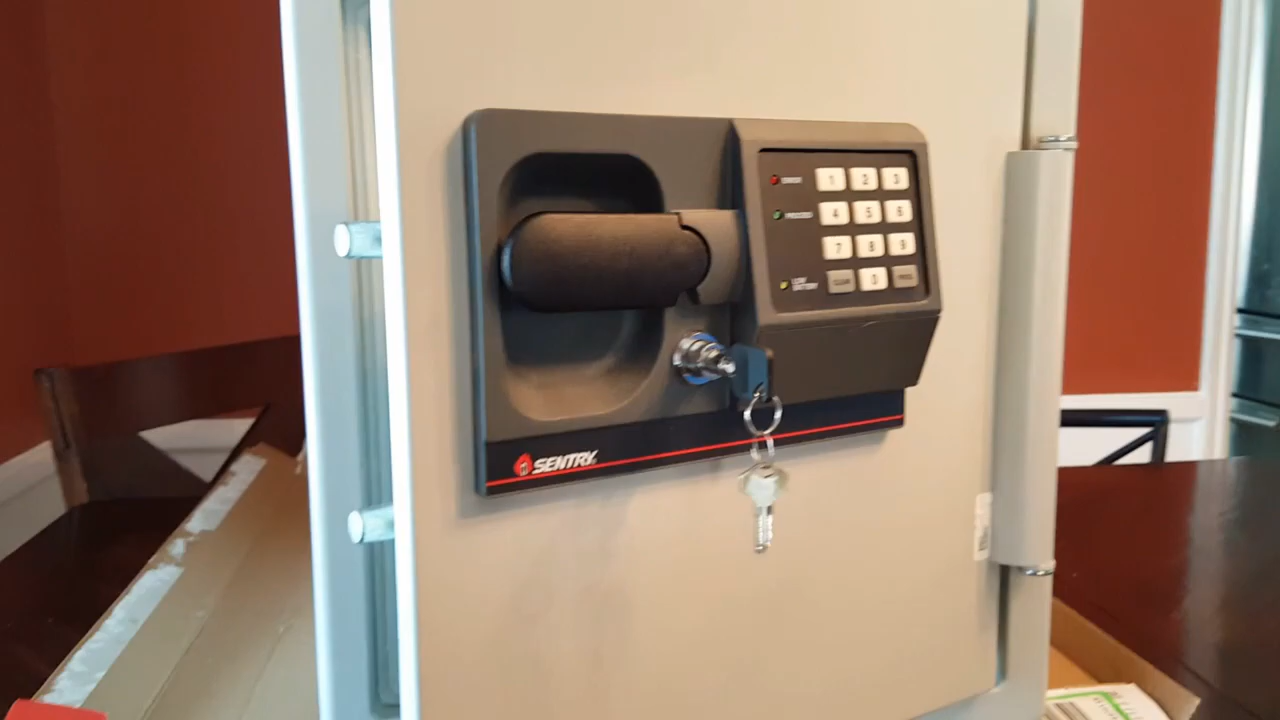 ERROR
PROCEED
LOW
BATTERY
1 2 3
4 5 6
7 8 9
CLEAR 0 PROG
SENTRY